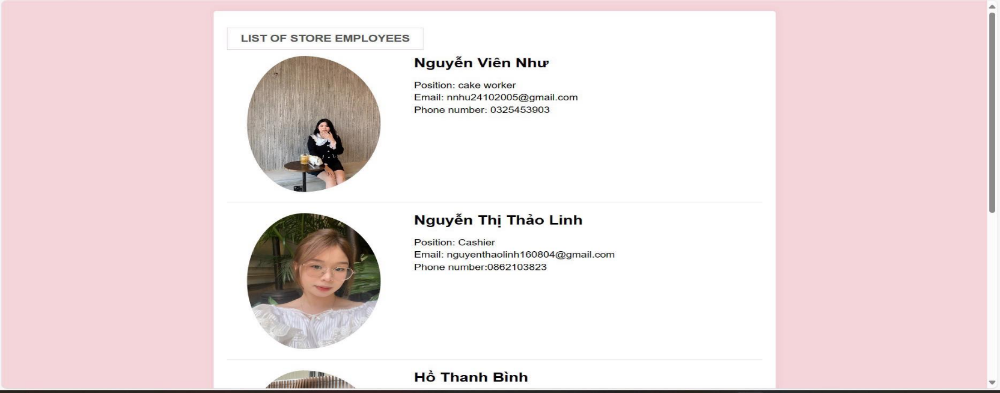 LIST OF STORE EMPLOYEES
Nguyễn Viên Như
Position: cake worker
Email: nnhu24102005@gmail.com
Phone number: 0325453903
Nguyễn Thị Thảo Linh
Position: Cashier
Email: nguyenthaolinh160804@gmail.com
Phone number:0862103823
Hồ Thanh Bình